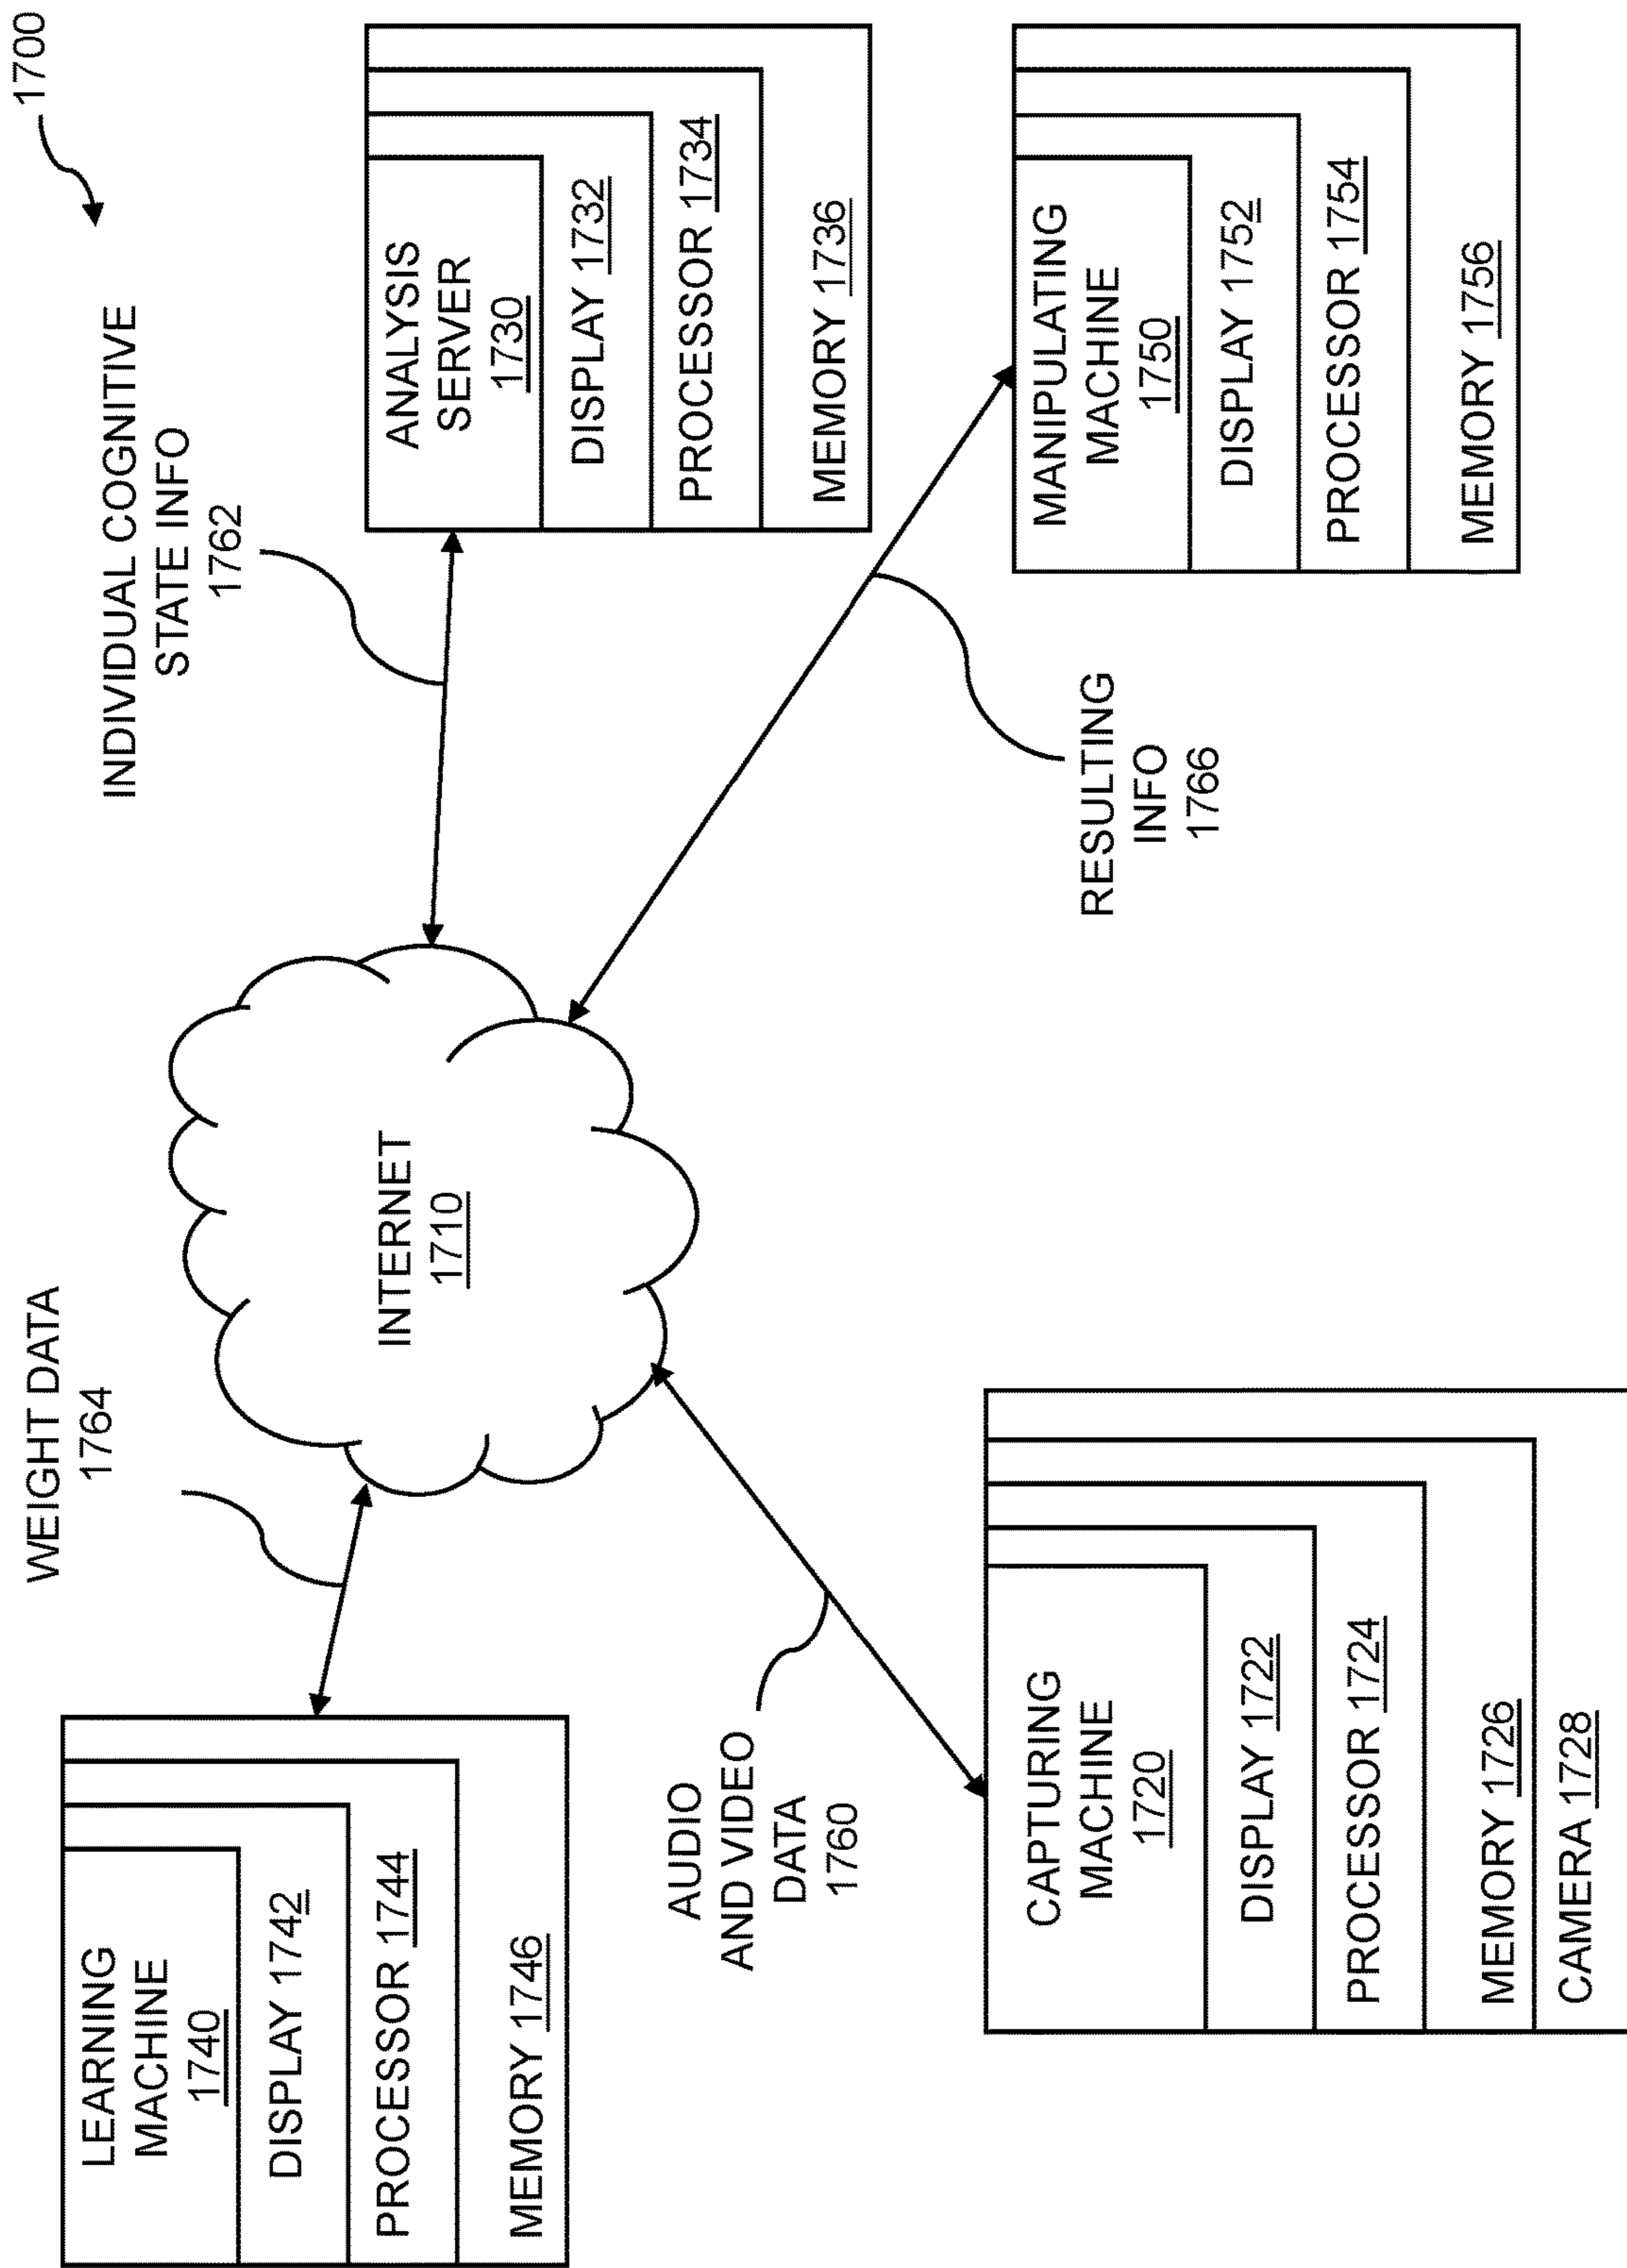 1700
WEIGHT DATA
1764
INDIVIDUAL COGNITIVE
STATE INFO
1762
LEARNING
MACHINE
1740
DISPLAY 1742
PROCESSOR 1744
MEMORY 1746
INTERNET
1710
ANALYSIS
SERVER
1730
DISPLAY 1732
PROCESSOR 1734
MEMORY 1736
AUDIO
AND VIDEO
DATA
1760
RESULTING
INFO
1766
CAPTURING
MACHINE
1720
DISPLAY 1722
PROCESSOR 1724
MEMORY 1726
CAMERA 1728
MANIPULATING
MACHINE
1750
DISPLAY 1752
PROCESSOR 1754
MEMORY 1756